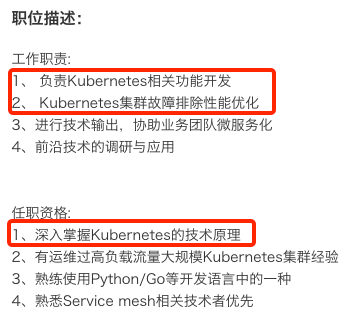 职位描述：
工作职责:
1、 负责Kubernetes相关功能开发
2、 Kubernetes集群故障排除性能优化
3、进行技术输出，协助业务团队微服务化
4、前沿技术的调研与应用
任职资格:
1、深入掌握Kubernetes的技术原理
2、有运维过高负载流量大规模Kubernetes集群经验
3、熟练使用Python/Go等开发语言中的一种
4、熟悉Service mesh相关技术者优先